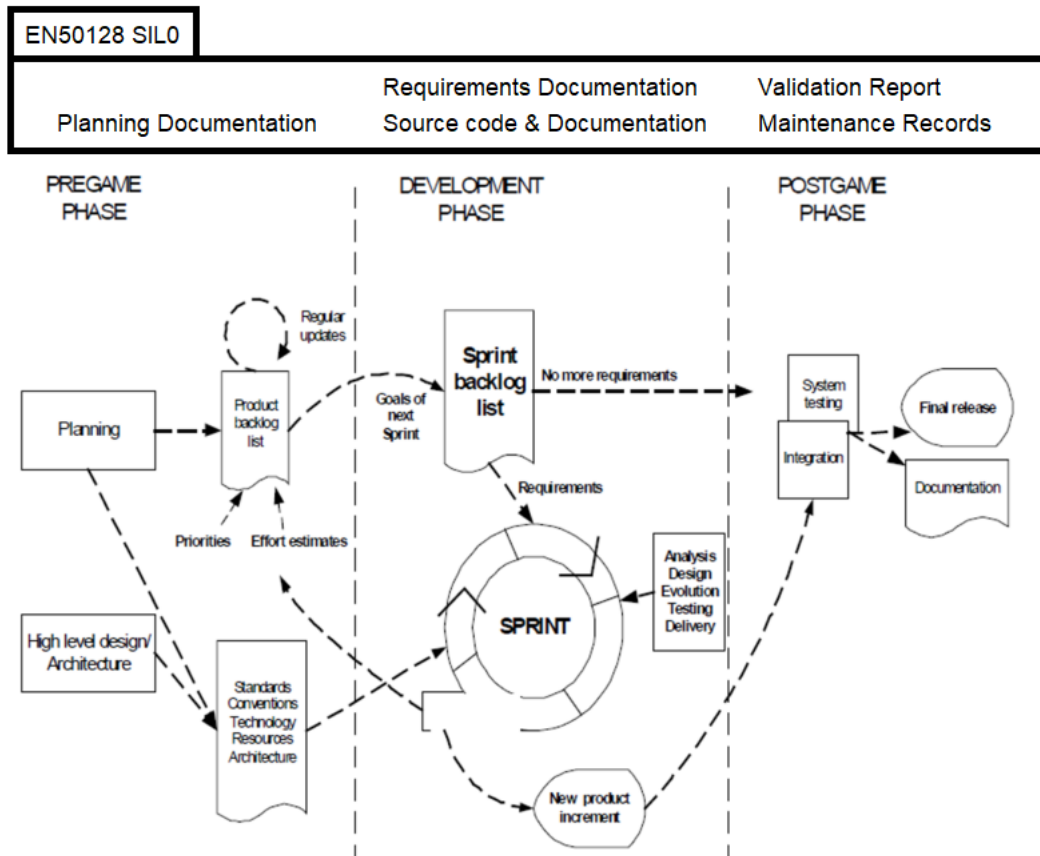 EN50128 SIL0
Requirements Documentation
Validation Report
Planning Documentation
Source code & Documentation
Maintenance Records
PREGAME
PHASE
DEVELOPMENT
PHASE
POSTGAME
PHASE
Regular
updates
Planning
Product
backlog
list
Goals of
next
Sprint
Sprint
backlog
list
No more requirements
System
testing
Integration
Final release
Documentation
Priorities
Effort estimates
Requirements
SPRINT
Analysis
Design
Evolution
Testing
Delivery
High level design/
Architecture
Standards
Conventions
Technology
Resources
Architecture
New product
increment